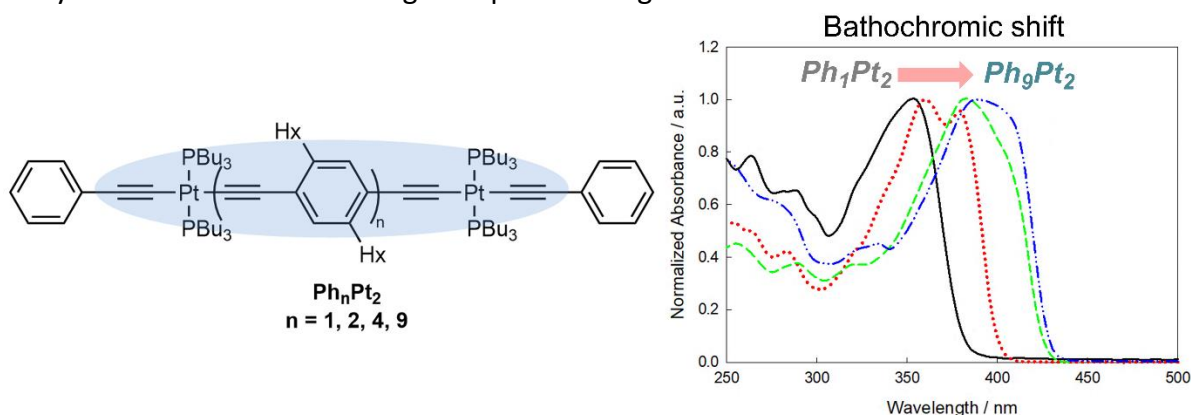 Bathochromic shift
Hx
PBu3
PBu3
Pt
Pt
n
PBu3
PBu3
Hx
PhnPt2
n = 1, 2, 4, 9
Ph1Pt2
Ph9Pt2
Normalized Absorbance / a.u.
1.2
1.0
0.8
0.6
0.4
0.2
0.0
250 300 350 400 450 500
Wavelength / nm